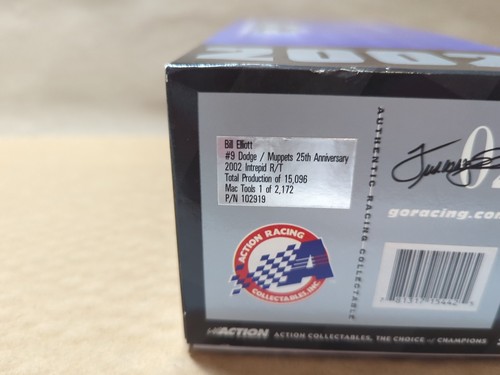 2002
Bill Elliott
#9 Dodge / Muppets 25th Anniversary
2002 Intrepid R/T
Total Production of 15,096
Mac Tools 1 of 2,172
P/N 102919
AUTHENTIC RACING COLLECTABLE
goracing.com
ACTION RACING
COLLECTABLES, INC.
ACTION
ACTION COLLECTABLES, THE CHOICE of CHAMPIONS